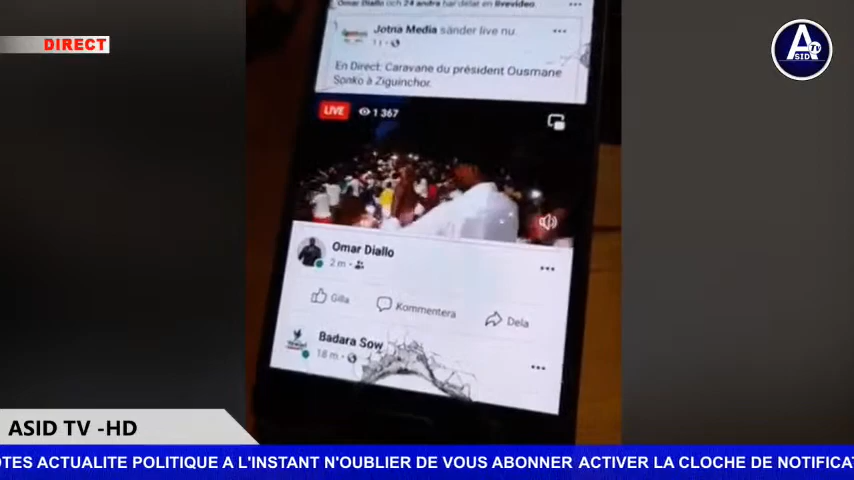 Omar Diallo och 24 andra har delat en livevideo.
Jotna Media sänder live nu
1 t
En Direct: Caravane du président Ousmane
Sonko à Ziguinchor.
LIVE 1 367
Omar Diallo
2 m
Gilla Kommentera Dela
Badara Sow
18 m
DIRECT
ASID TV
ASID TV -HD
OTES ACTUALITE POLITIQUE A L'INSTANT N'OUBLIER DE VOUS ABONNER ACTIVER LA CLOCHE DE NOTIFICAT